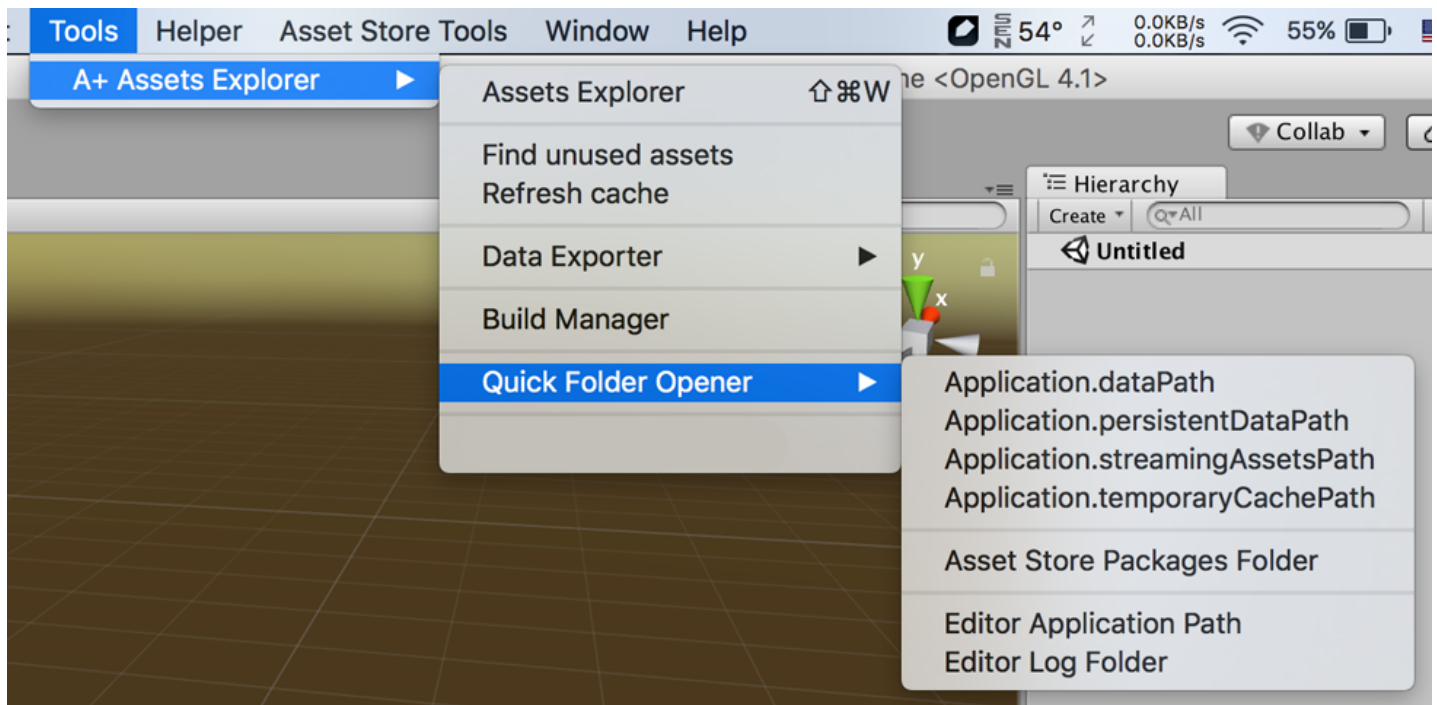 Tools Helper Asset Store Tools Window Help SEN 54° 0.0KB/s 55%
0.0KB/s
A+ Assets Explorer
<OpenGL 4.1>
Assets Explorer ⇧⌘W
Collab
Find unused assets
Refresh cache
Hierarchy
Create All
Untitled
Data Exporter
y
x
Build Manager
Quick Folder Opener
Application.dataPath
Application.persistentDataPath
Application.streamingAssetsPath
Application.temporaryCachePath
Asset Store Packages Folder
Editor Application Path
Editor Log Folder